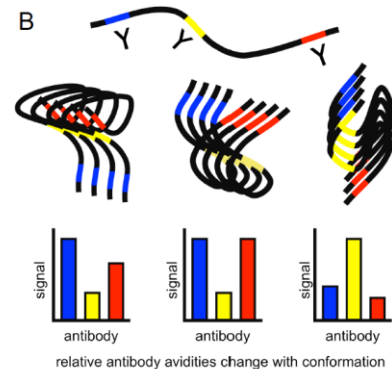 B
signal
signal
signal
antibody
antibody
antibody
relative antibody avidities change with conformation